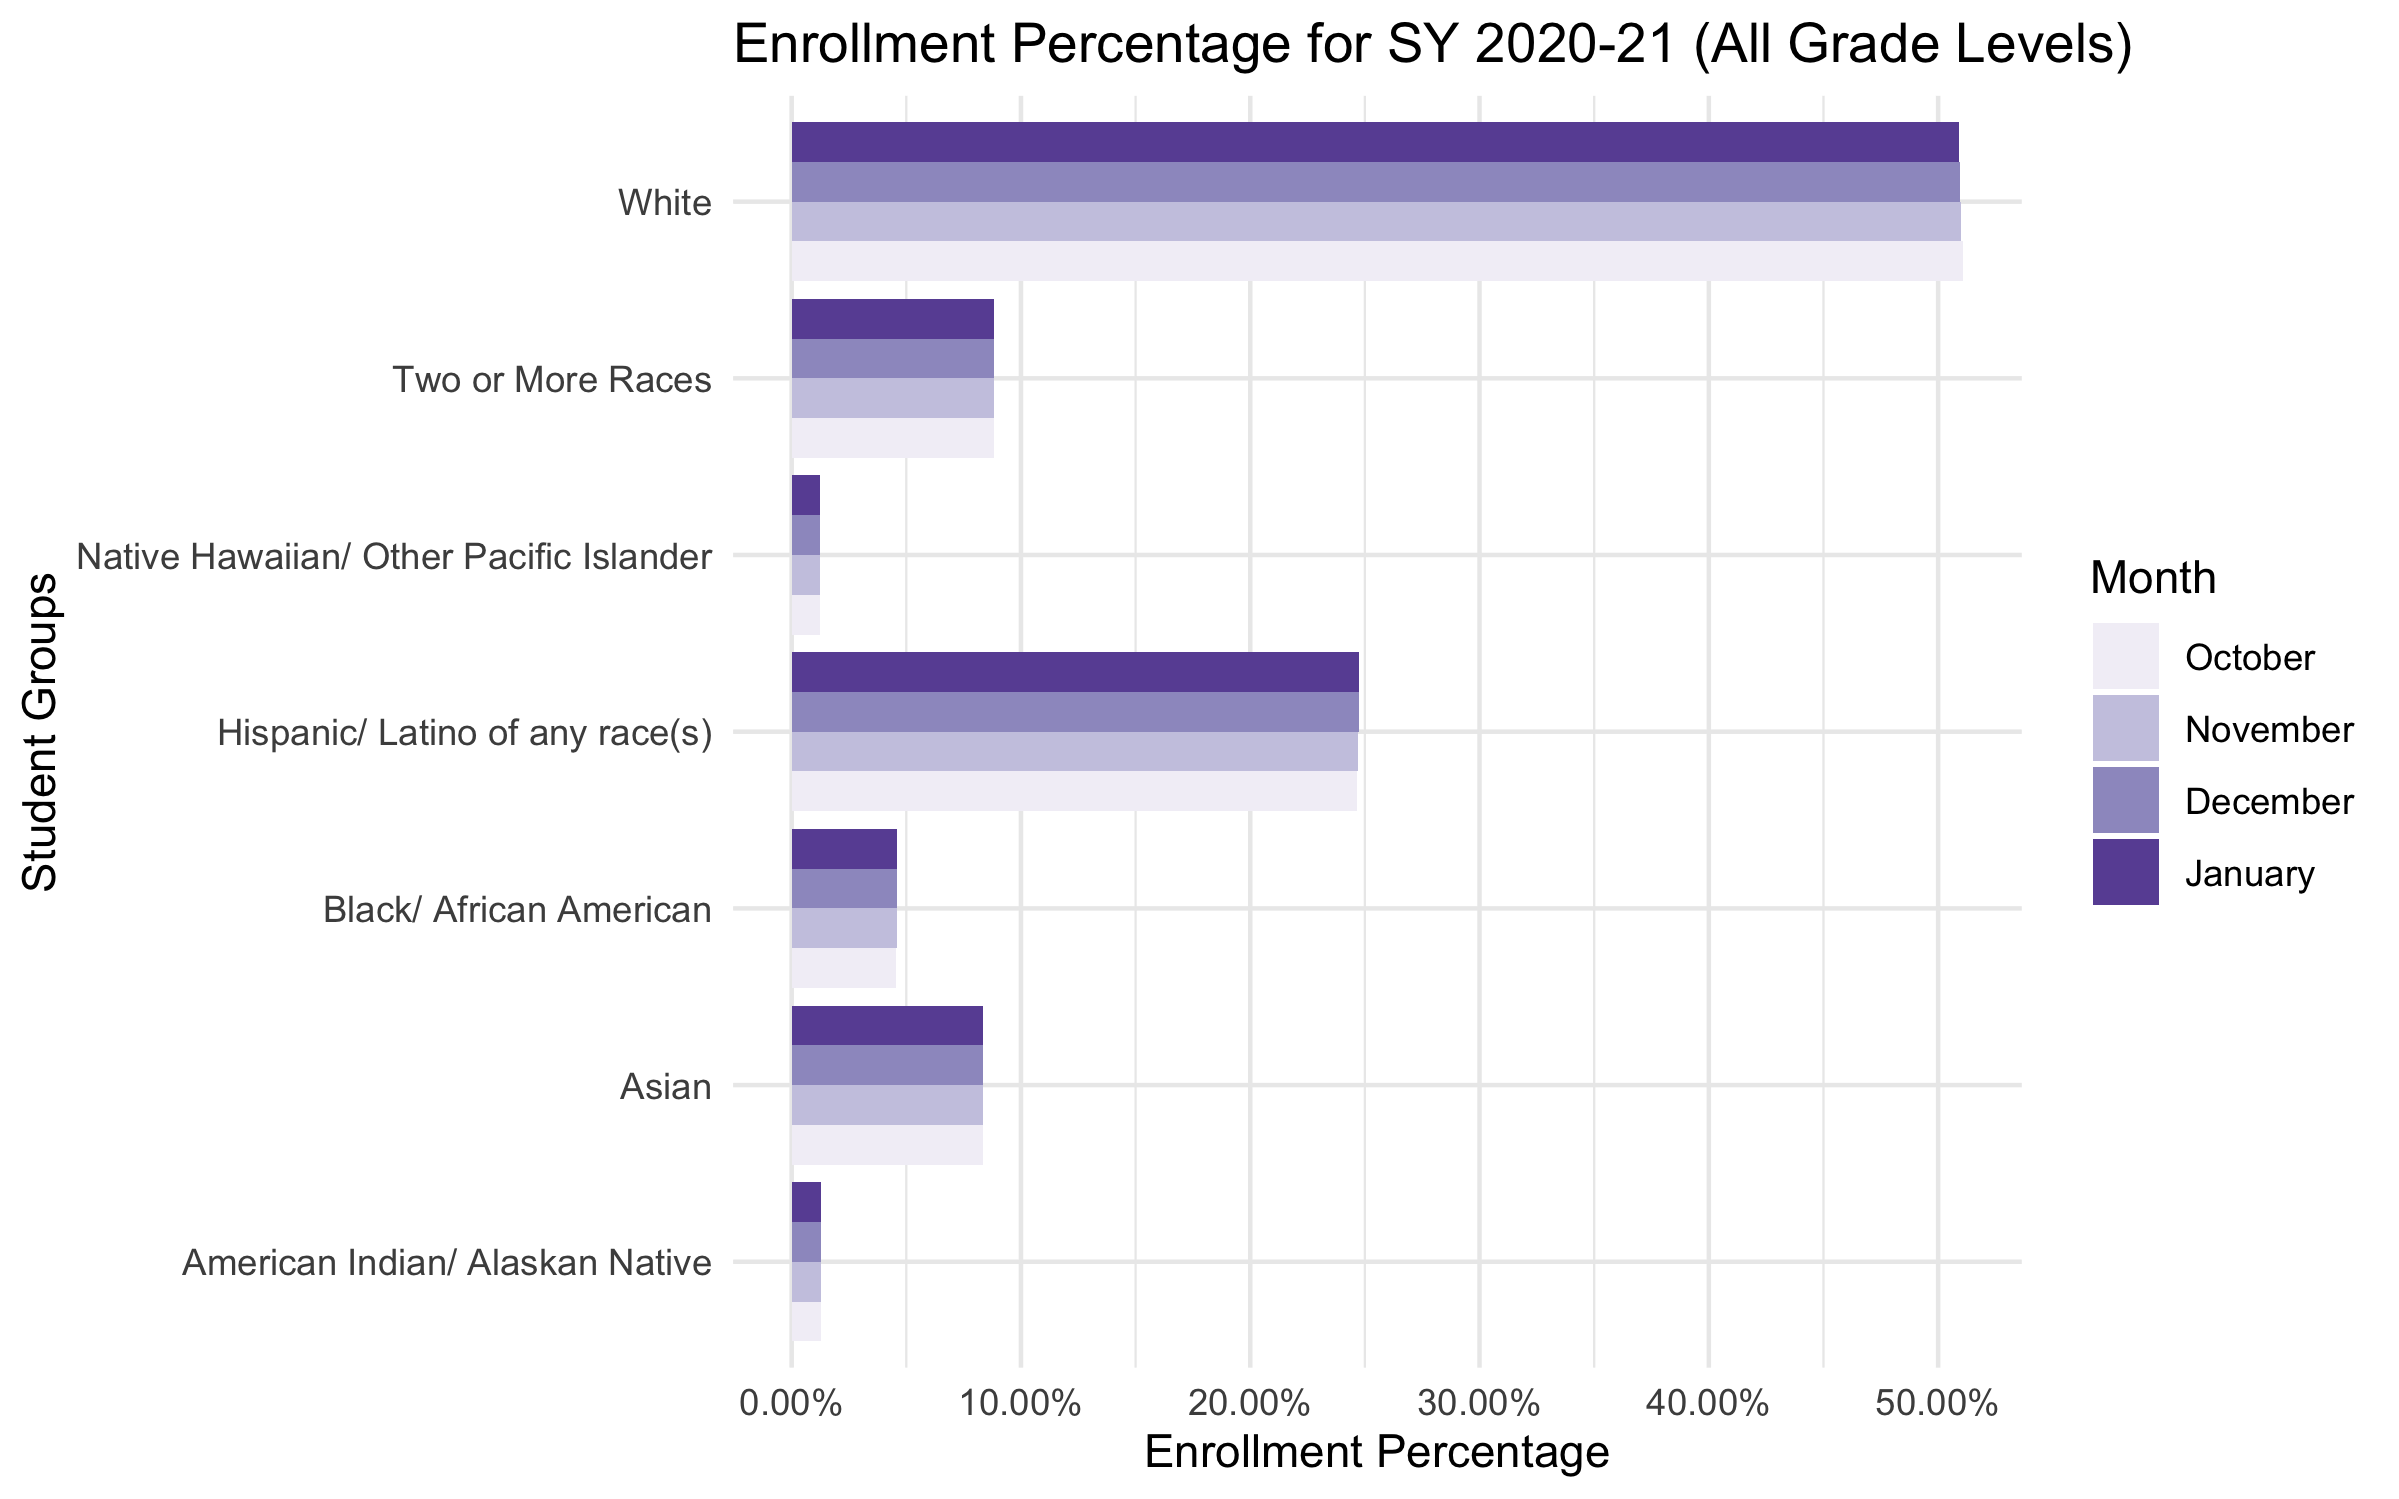 Enrollment Percentage for SY 2020-21 (All Grade Levels)
Student Groups
White
Two or More Races
Native Hawaiian/ Other Pacific Islander
Hispanic/ Latino of any race(s)
Black/ African American
Asian
American Indian/ Alaskan Native
0.00% 10.00% 20.00% 30.00% 40.00% 50.00%
Enrollment Percentage
Month
October
November
December
January